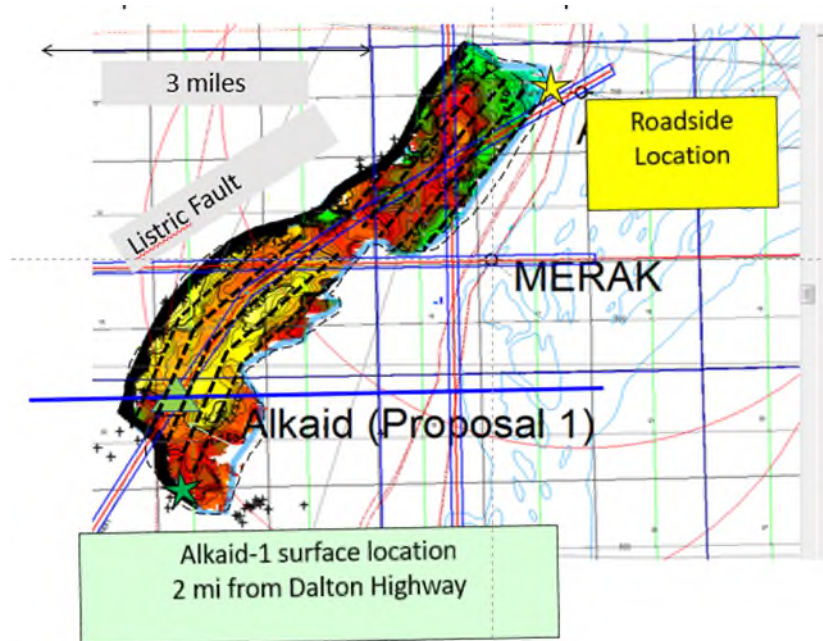 3 miles
Listric Fault
Roadside
Location
MERAK
Alkaid (Proposal 1)
Alkaid-1 surface location
2 mi from Dalton Highway